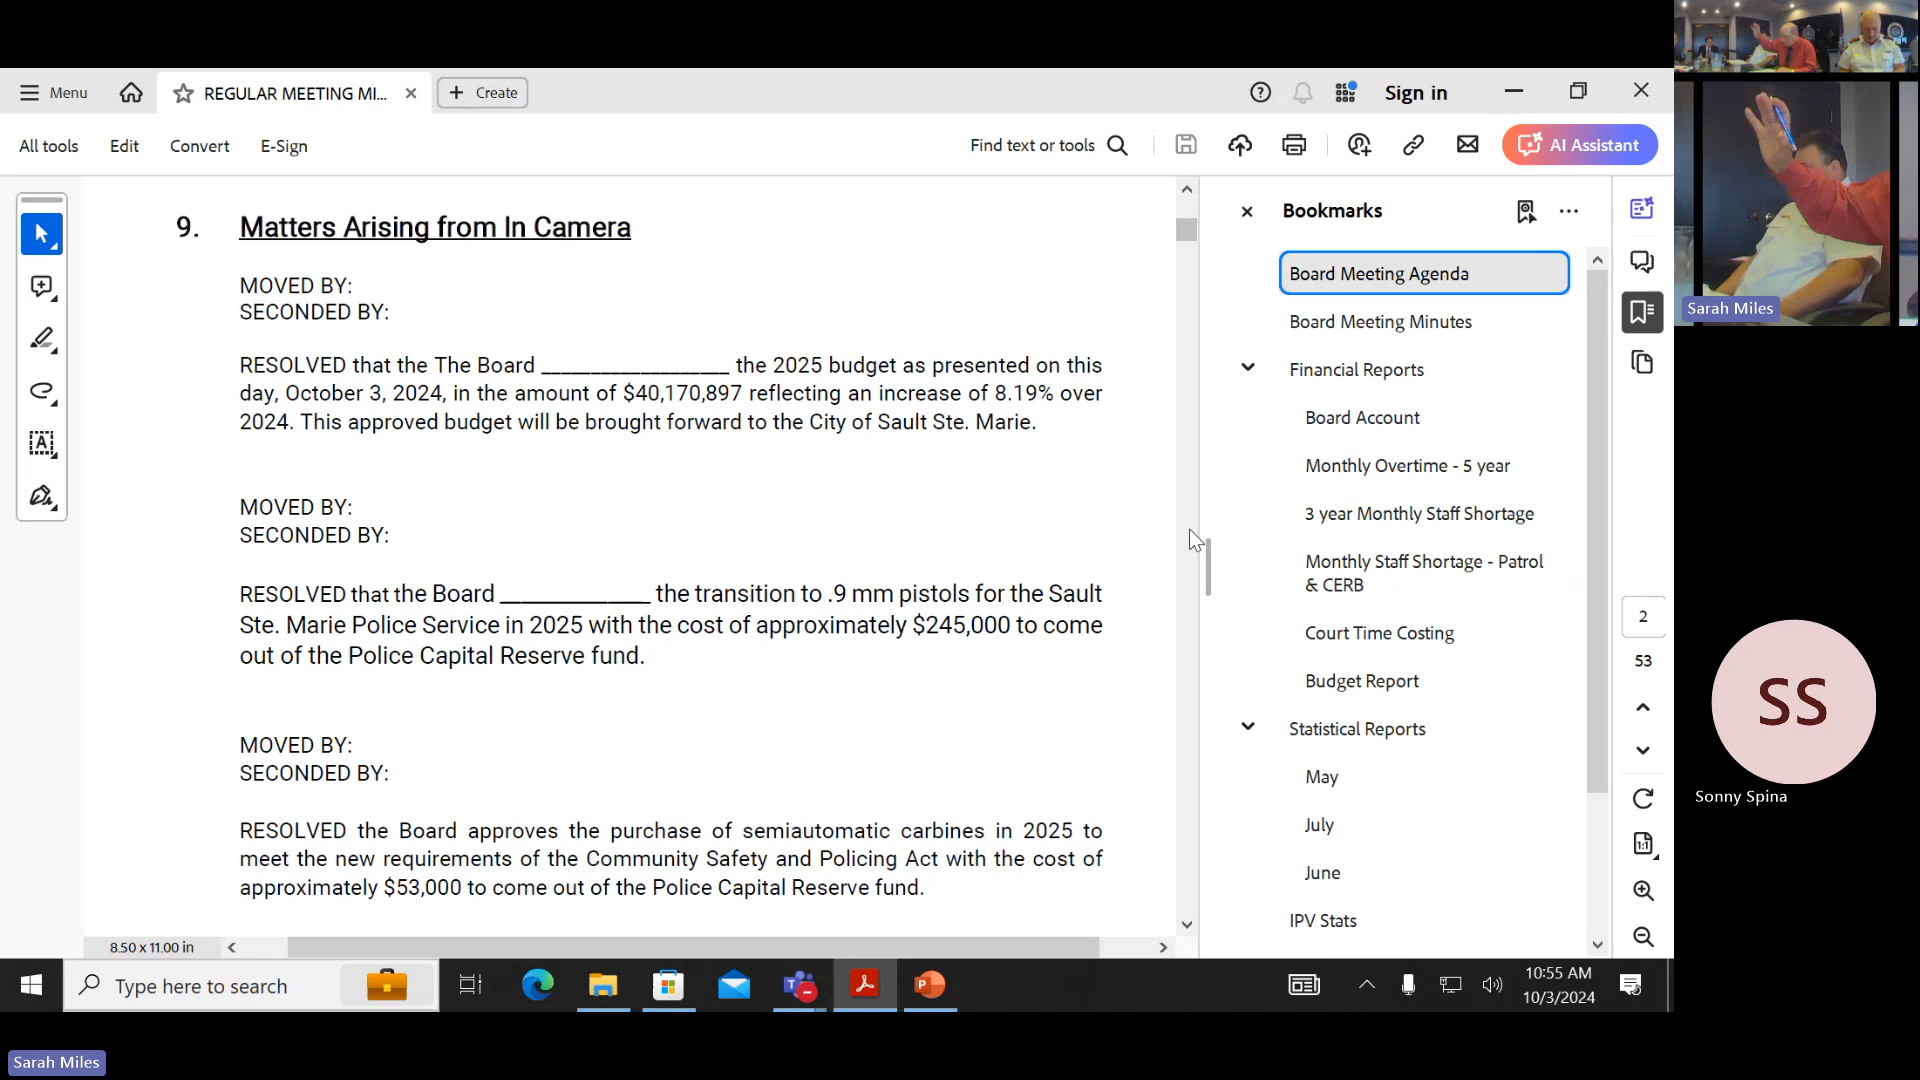 Menu
REGULAR MEETING MI...
Create
Sign in
All tools
Edit
Convert
E-Sign
Find text or tools
AI Assistant
9. Matters Arising from In Camera
MOVED BY:
SECONDED BY:
RESOLVED that the The Board ___________________ the 2025 budget as presented on this
day, October 3, 2024, in the amount of $40,170,897 reflecting an increase of 8.19% over
2024. This approved budget will be brought forward to the City of Sault Ste. Marie.
MOVED BY:
SECONDED BY:
RESOLVED that the Board ______________ the transition to .9 mm pistols for the Sault
Ste. Marie Police Service in 2025 with the cost of approximately $245,000 to come
out of the Police Capital Reserve fund.
MOVED BY:
SECONDED BY:
RESOLVED the Board approves the purchase of semiautomatic carbines in 2025 to
meet the new requirements of the Community Safety and Policing Act with the cost of
approximately $53,000 to come out of the Police Capital Reserve fund.
8.50 x 11.00 in
Bookmarks
Board Meeting Agenda
Board Meeting Minutes
Financial Reports
Board Account
Monthly Overtime - 5 year
3 year Monthly Staff Shortage
Monthly Staff Shortage - Patrol
& CERB
Court Time Costing
Budget Report
Statistical Reports
May
July
June
IPV Stats
2
53
1:1
Type here to search
10:55 AM
10/3/2024
Sarah Miles
SS
Sonny Spina
Sarah Miles